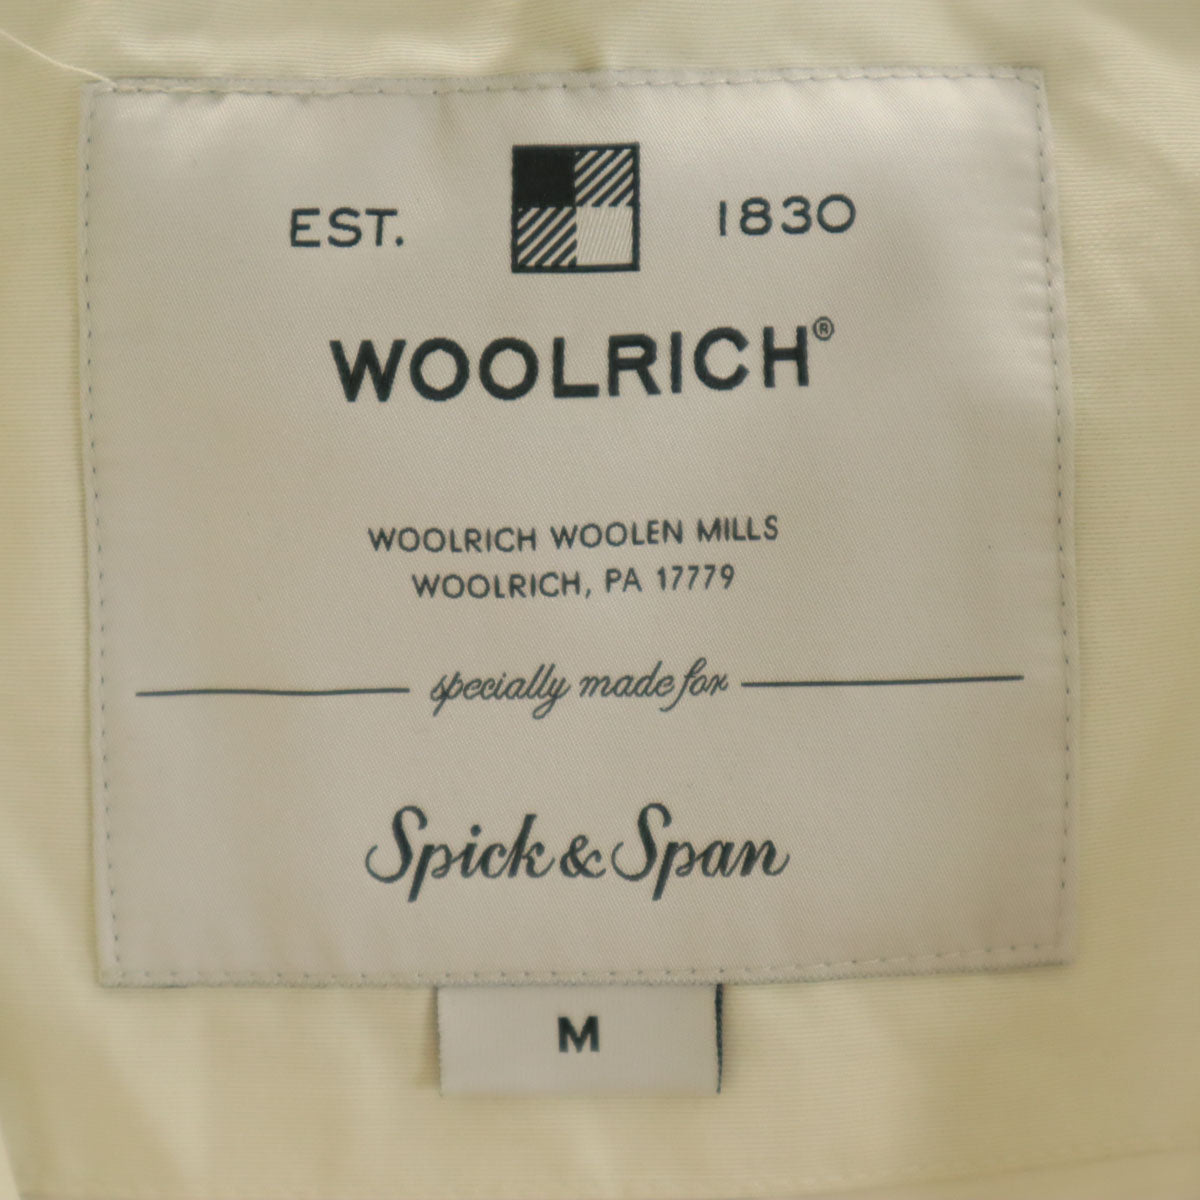 EST. 1830
WOOLRICH®
WOOLRICH WOOLEN MILLS
WOOLRICH, PA 17779
specially made for
Spick & Span
M